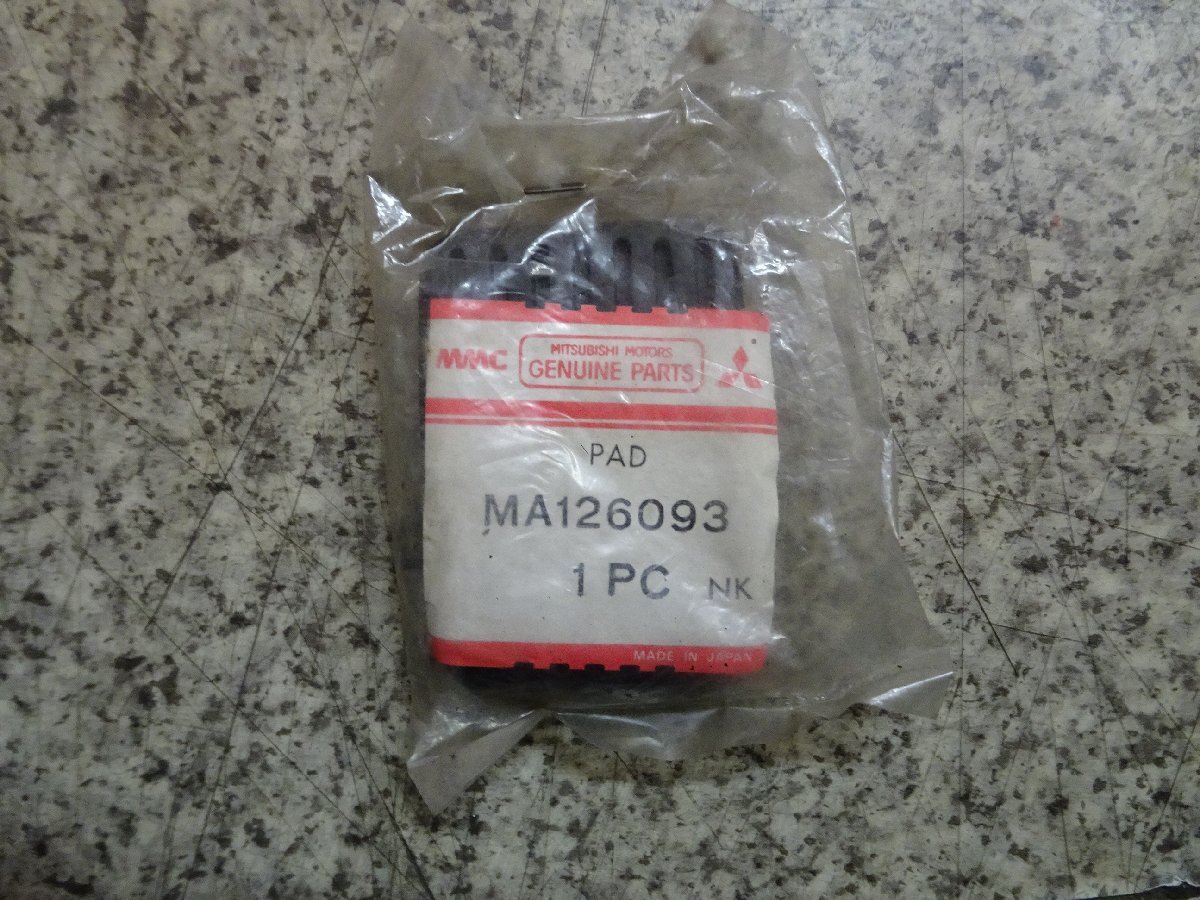 MMC
MITSUBISHI MOTORS
GENUINE PARTS
PAD
MA126093
1 PC NK
MADE IN JAPAN